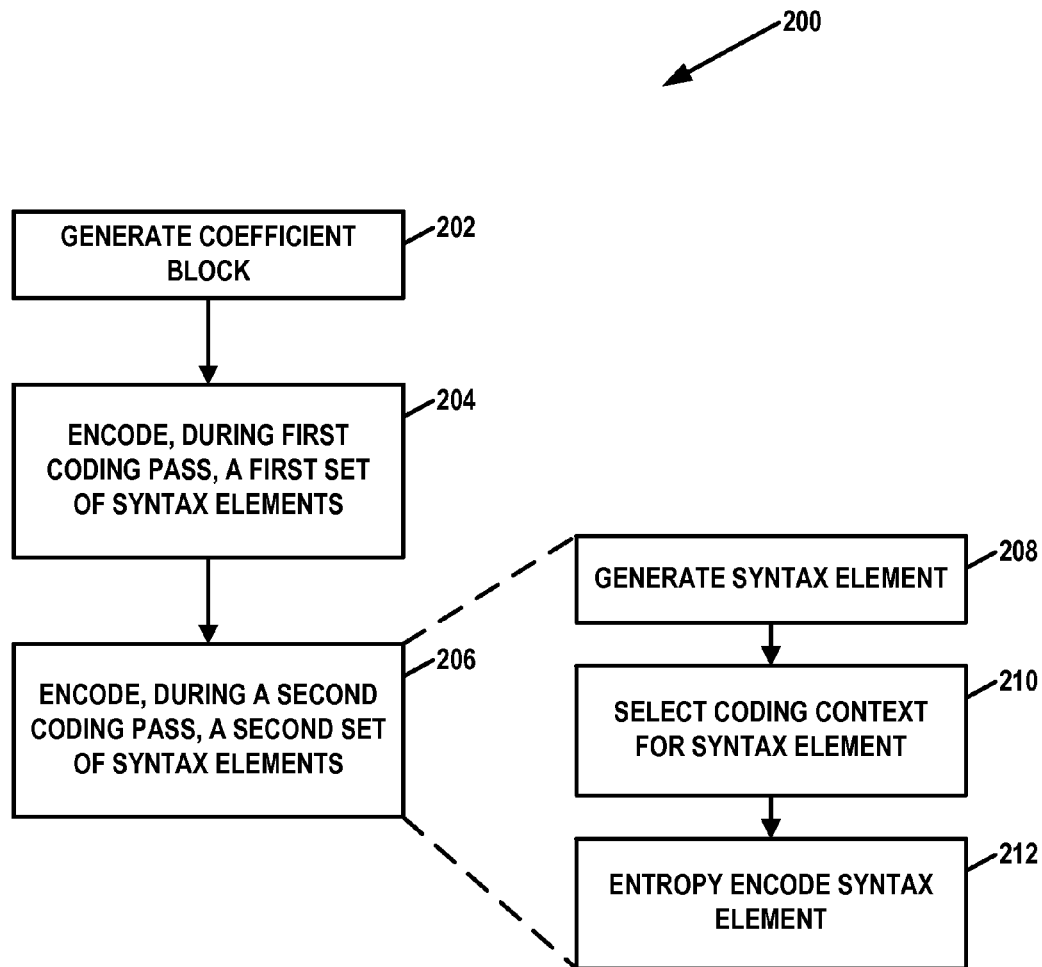 200
202
GENERATE COEFFICIENT
BLOCK
204
ENCODE, DURING FIRST
CODING PASS, A FIRST SET
OF SYNTAX ELEMENTS
206
ENCODE, DURING A SECOND
CODING PASS, A SECOND SET
OF SYNTAX ELEMENTS
208
GENERATE SYNTAX ELEMENT
210
SELECT CODING CONTEXT
FOR SYNTAX ELEMENT
212
ENTROPY ENCODE SYNTAX
ELEMENT